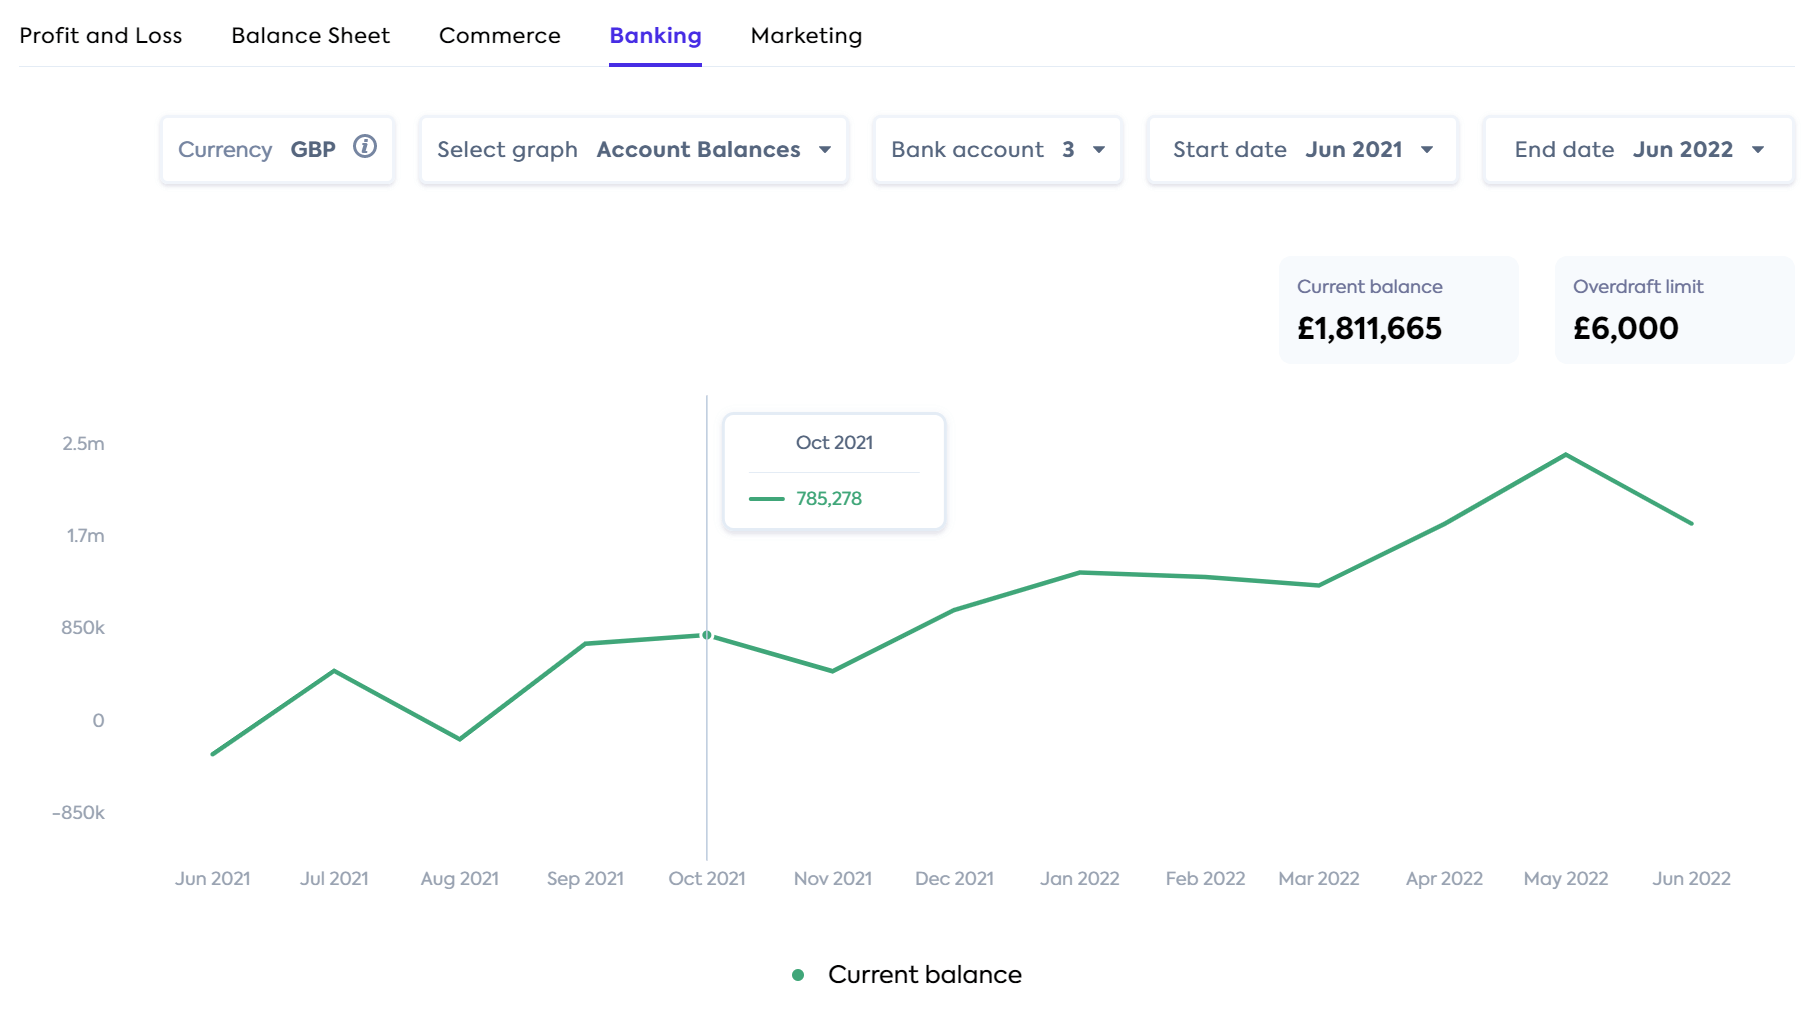 Profit and Loss Balance Sheet Commerce Banking Marketing
Currency GBP Select graph Account Balances Bank account 3 Start date Jun 2021 End date Jun 2022
Current balance Overdraft limit
£1,811,665 £6,000
Oct 2021
785,278
2.5m
1.7m
850k
0
-850k
Jun 2021 Jul 2021 Aug 2021 Sep 2021 Oct 2021 Nov 2021 Dec 2021 Jan 2022 Feb 2022 Mar 2022 Apr 2022 May 2022 Jun 2022
Current balance